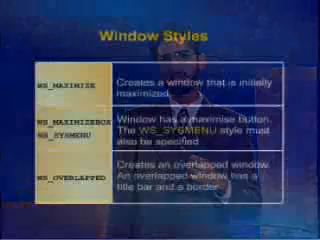 Window Styles
WS_MAXIMIZE
Creates a window that is initially
maximized
WS_MAXIMIZEBOX
WS_SYSMENU
Window has a maximise button.
The WS_SYSMENU style must
also be specified
WS_OVERLAPPED
Creates an overlapped window.
An overlapped window has a
title bar and a border